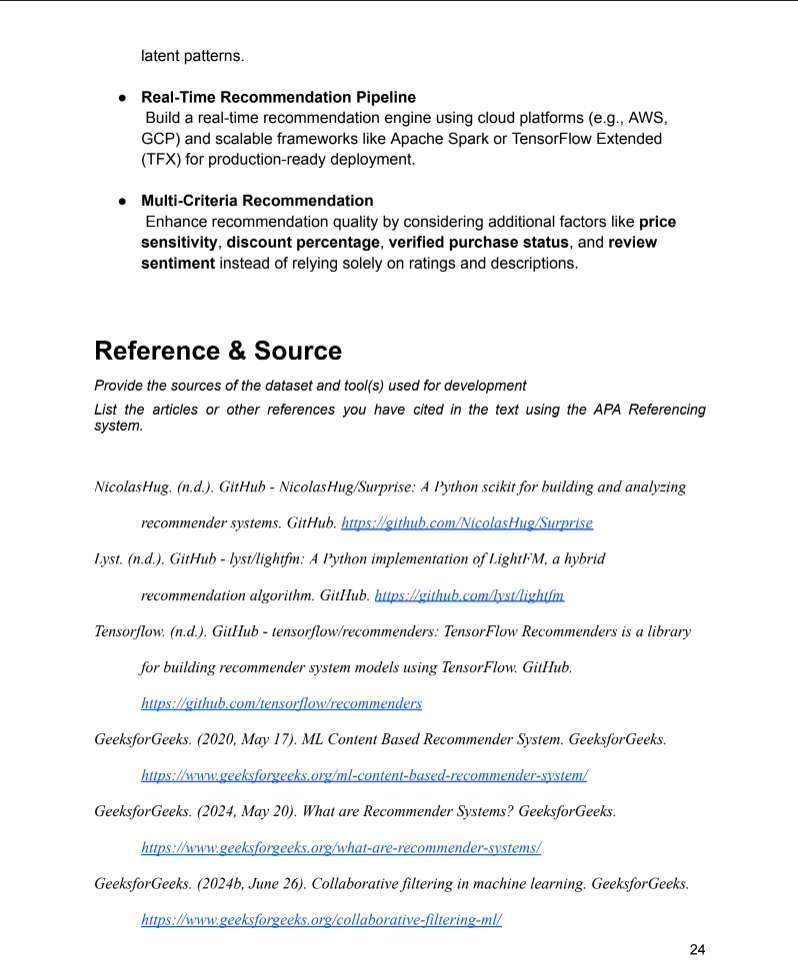 latent patterns.
● Real-Time Recommendation Pipeline
Build a real-time recommendation engine using cloud platforms (e.g., AWS,
GCP) and scalable frameworks like Apache Spark or TensorFlow Extended
(TFX) for production-ready deployment.
● Multi-Criteria Recommendation
Enhance recommendation quality by considering additional factors like price
sensitivity, discount percentage, verified purchase status, and review
sentiment instead of relying solely on ratings and descriptions.
Reference & Source
Provide the sources of the dataset and tool(s) used for development
List the articles or other references you have cited in the text using the APA Referencing
system.
NicolasHug. (n.d.). GitHub - NicolasHug/Surprise: A Python scikit for building and analyzing
recommender systems. GitHub. https://github.com/NicolasHug/Surprise
Lyst. (n.d.). GitHub - lyst/lightfm: A Python implementation of LightFM, a hybrid
recommendation algorithm. GitHub. https://github.com/lyst/lightfm
Tensorflow. (n.d.). GitHub - tensorflow/recommenders: TensorFlow Recommenders is a library
for building recommender system models using TensorFlow. GitHub.
https://github.com/tensorflow/recommenders
GeeksforGeeks. (2020, May 17). ML Content Based Recommender System. GeeksforGeeks.
https://www.geeksforgeeks.org/ml-content-based-recommender-system/
GeeksforGeeks. (2024, May 20). What are Recommender Systems? GeeksforGeeks.
https://www.geeksforgeeks.org/what-are-recommender-systems/
GeeksforGeeks. (2024b, June 26). Collaborative filtering in machine learning. GeeksforGeeks.
https://www.geeksforgeeks.org/collaborative-filtering-ml/
24